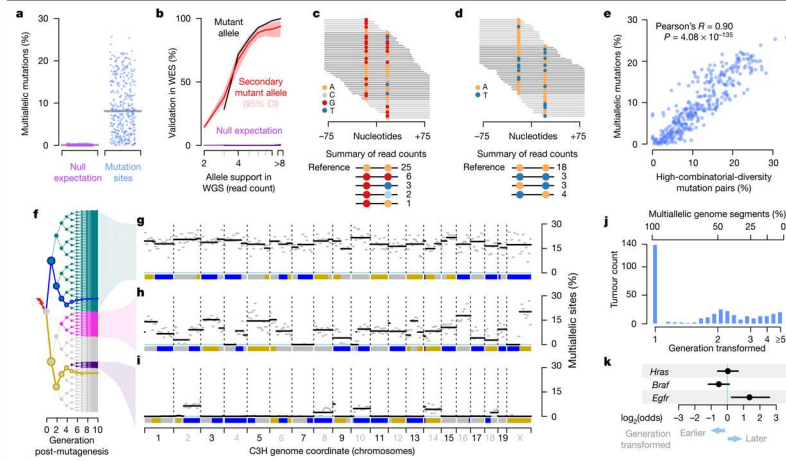 a
Multiallelic mutations (%)
30
20
10
0
Null
expectation
Mutation
sites
b
Validation in WES (%)
100
50
0
Mutant
allele
Secondary
mutant allele
(95% CI)
Null expectation
2
4
>8
Allele support in
WGS (read count)
c
A
C
G
T
−75
Nucleotides
+75
Summary of read counts
Reference
25
6
3
2
1
d
A
T
−75
Nucleotides
+75
Summary of read counts
Reference
18
3
3
4
e
Multiallelic mutations (%)
Pearson's R = 0.90
P = 4.08 × 10⁻¹³⁵
30
20
10
0
0
10
20
30
High-combinatorial-diversity
mutation pairs (%)
f
0 2 4 6 8 10
Generation
post-mutagenesis
g
30
15
0
h
30
15
0
i
30
15
0
Multiallelic sites (%)
1 2 3 4 5 6 7 8 9 10 11 12 13 14 15 16 17 18 19 X
C3H genome coordinate (chromosomes)
j
Multiallelic genome segments (%)
100 50 25 0
Tumour count
140
100
50
0
1 2 3 4 ≥5
Generation transformed
k
Hras
Braf
Egfr
log₂(odds)
−3 −2 −1 0 1 2 3
Generation
transformed
Earlier
Later